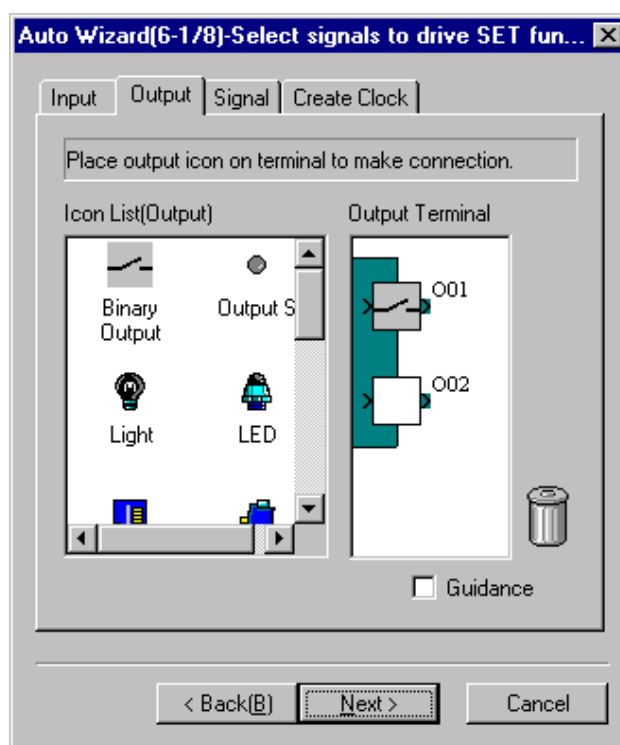 Auto Wizard(6-1/8)-Select signals to drive SET fun...
Input Output Signal Create Clock
Place output icon on terminal to make connection.
Icon List(Output)
Binary
Output
Output S
Light
LED
Output Terminal
O01
O02
Guidance
< Back(B) Next > Cancel